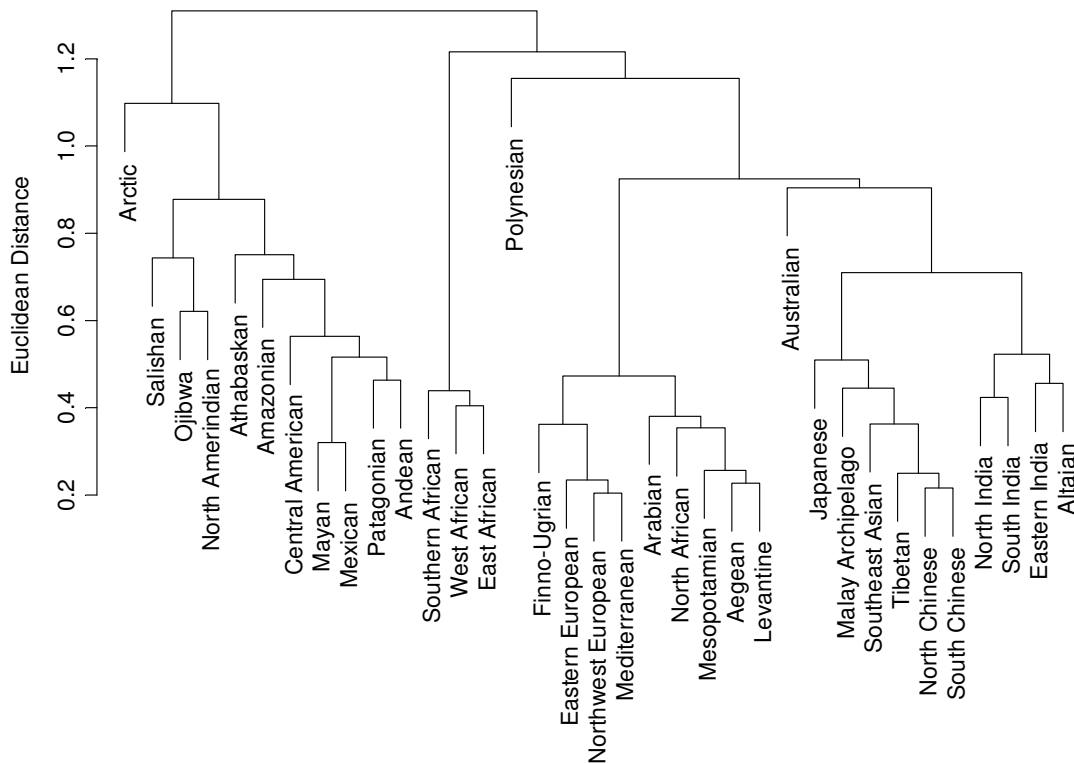 Euclidean Distance
1.2
1.0
0.8
0.6
0.4
0.2
Arctic
Salishan
Ojibwa
North Amerindian
Athabaskan
Amazonian
Central American
Mayan
Mexican
Patagonian
Andean
Southern African
West African
East African
Polynesian
Finno-Ugrian
Eastern European
Northwest European
Mediterranean
Arabian
North African
Mesopotamian
Aegean
Levantine
Australian
Japanese
Malay Archipelago
Southeast Asian
Tibetan
North Chinese
South Chinese
North India
South India
Eastern India
Altaian